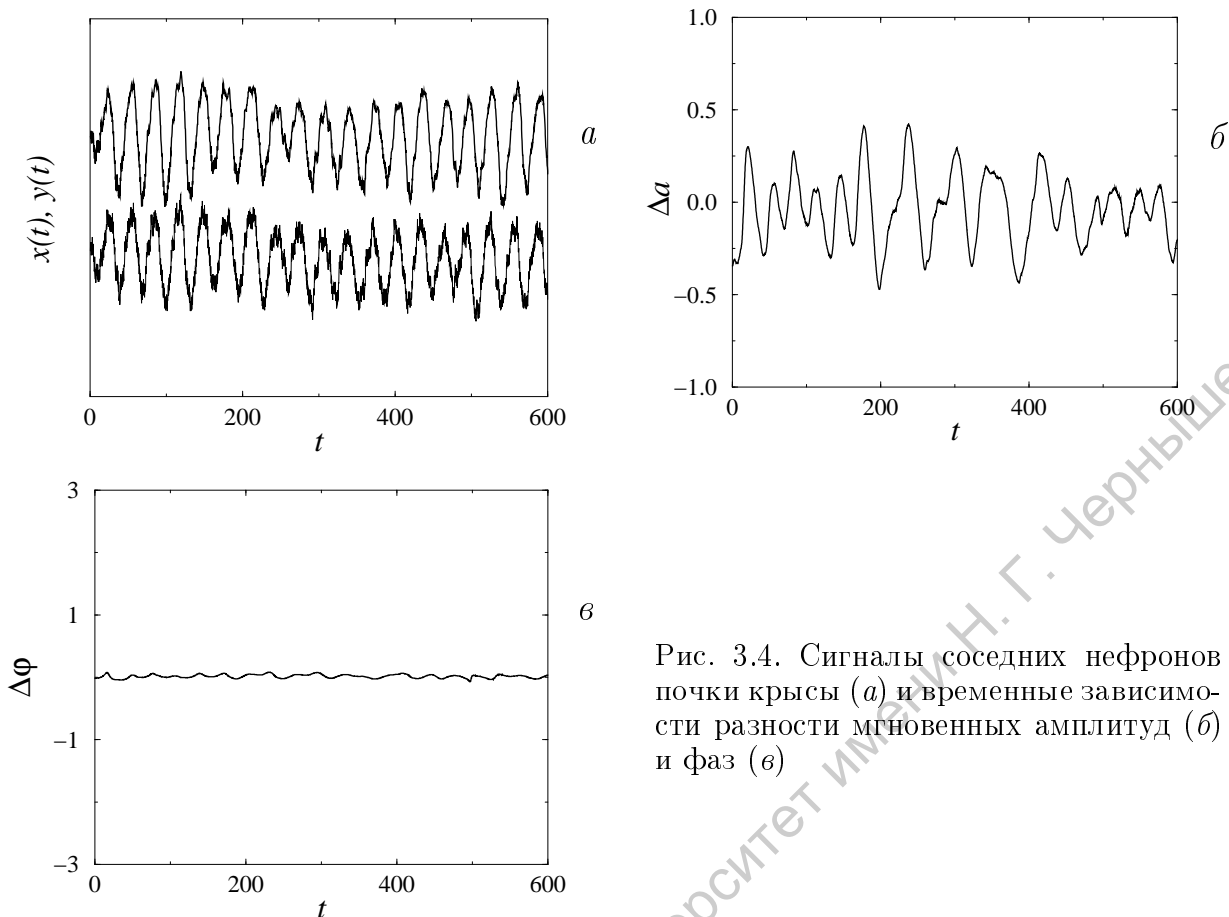 x(t), y(t)
0
200
400
600
t
а
1.0
0.5
0.0
−0.5
−1.0
Δa
0
200
400
600
t
б
3
1
−1
−3
Δφ
0
200
400
600
t
в
Рис. 3.4. Сигналы соседних нефронов
почки крысы (а) и временные зависимо-
сти разности мгновенных амплитуд (б)
и фаз (в)
имени Н. Г. Черныше